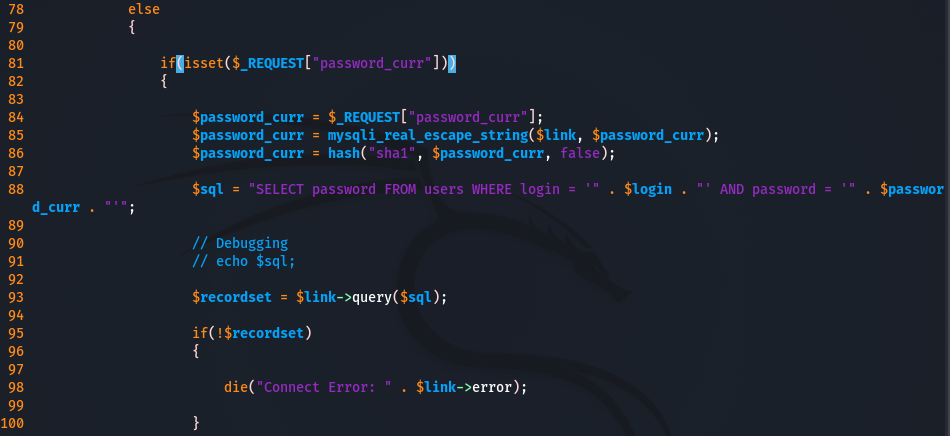 78 else
79 {
80
81 if(isset($_REQUEST["password_curr"]))
82 {
83
84 $password_curr = $_REQUEST["password_curr"];
85 $password_curr = mysqli_real_escape_string($link, $password_curr);
86 $password_curr = hash("sha1", $password_curr, false);
87
88 $sql = "SELECT password FROM users WHERE login = '" . $login . "' AND password = '" . $passwor
d_curr . "'";
89
90 // Debugging
91 // echo $sql;
92
93 $recordset = $link->query($sql);
94
95 if(!$recordset)
96 {
97
98 die("Connect Error: " . $link->error);
99
100 }